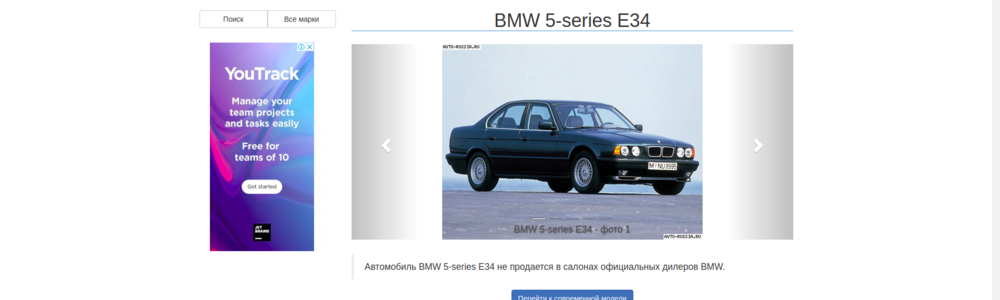 Поиск
Все марки
BMW 5-series E34
YouTrack
Manage your
team projects
and tasks easily
Free for
teams of 10
Get started
JET
BRAINS
AUTO-RUSSIA.RU
BMW 5-series E34 - фото 1
AUTO-RUSSIA.RU
Автомобиль BMW 5-series E34 не продается в салонах официальных дилеров BMW.
Перейти к современной модели